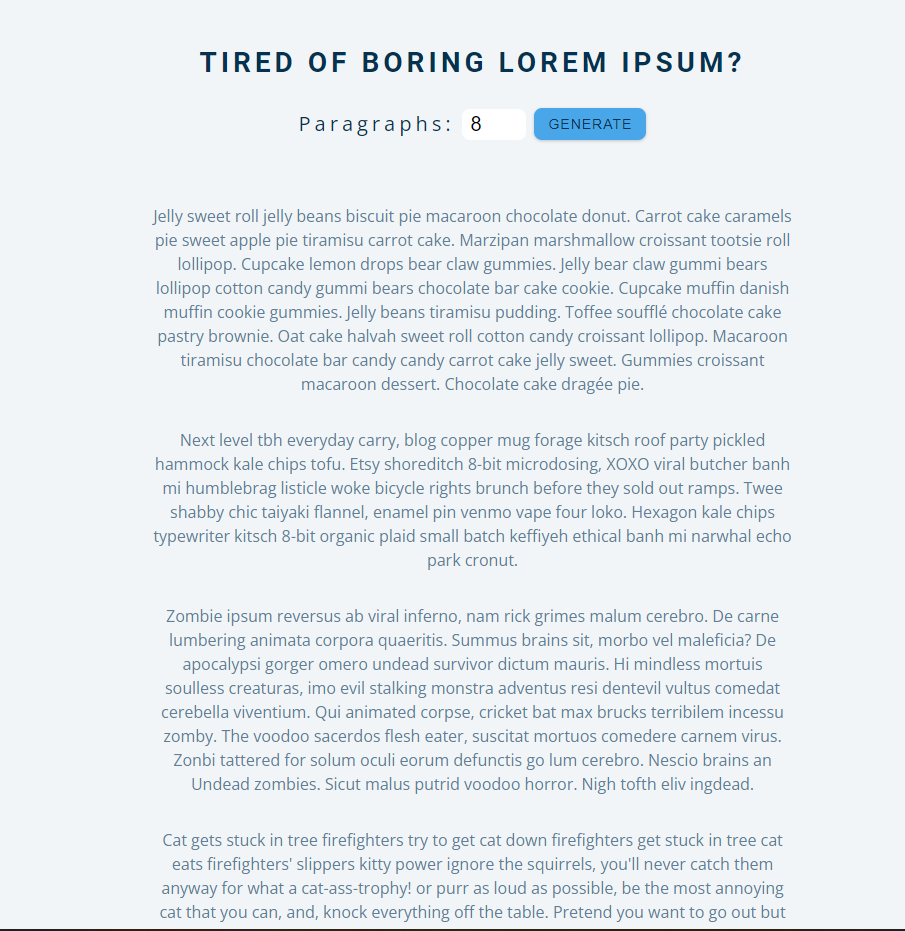 TIRED OF BORING LOREM IPSUM?
Paragraphs: 8 GENERATE
Jelly sweet roll jelly beans biscuit pie macaroon chocolate donut. Carrot cake caramels
pie sweet apple pie tiramisu carrot cake. Marzipan marshmallow croissant tootsie roll
lollipop. Cupcake lemon drops bear claw gummies. Jelly bear claw gummi bears
lollipop cotton candy gummi bears chocolate bar cake cookie. Cupcake muffin danish
muffin cookie gummies. Jelly beans tiramisu pudding. Toffee soufflé chocolate cake
pastry brownie. Oat cake halvah sweet roll cotton candy croissant lollipop. Macaroon
tiramisu chocolate bar candy candy carrot cake jelly sweet. Gummies croissant
macaroon dessert. Chocolate cake dragée pie.
Next level tbh everyday carry, blog copper mug forage kitsch roof party pickled
hammock kale chips tofu. Etsy shoreditch 8-bit microdosing, XOXO viral butcher banh
mi humblebrag listicle woke bicycle rights brunch before they sold out ramps. Twee
shabby chic taiyaki flannel, enamel pin venmo vape four loko. Hexagon kale chips
typewriter kitsch 8-bit organic plaid small batch keffiyeh ethical banh mi narwhal echo
park cronut.
Zombie ipsum reversus ab viral inferno, nam rick grimes malum cerebro. De carne
lumbering animata corpora quaeritis. Summus brains sit, morbo vel maleficia? De
apocalypsi gorger omero undead survivor dictum mauris. Hi mindless mortuis
soulless creaturas, imo evil stalking monstra adventus resi dentevil vultus comedat
cerebella viventium. Qui animated corpse, cricket bat max brucks terribilem incessu
zomby. The voodoo sacerdos flesh eater, suscitat mortuos comedere carnem virus.
Zonbi tattered for solum oculi eorum defunctis go lum cerebro. Nescio brains an
Undead zombies. Sicut malus putrid voodoo horror. Nigh tofth eliv ingdead.
Cat gets stuck in tree firefighters try to get cat down firefighters get stuck in tree cat
eats firefighters' slippers kitty power ignore the squirrels, you'll never catch them
anyway for what a cat-ass-trophy! or purr as loud as possible, be the most annoying
cat that you can, and, knock everything off the table. Pretend you want to go out but